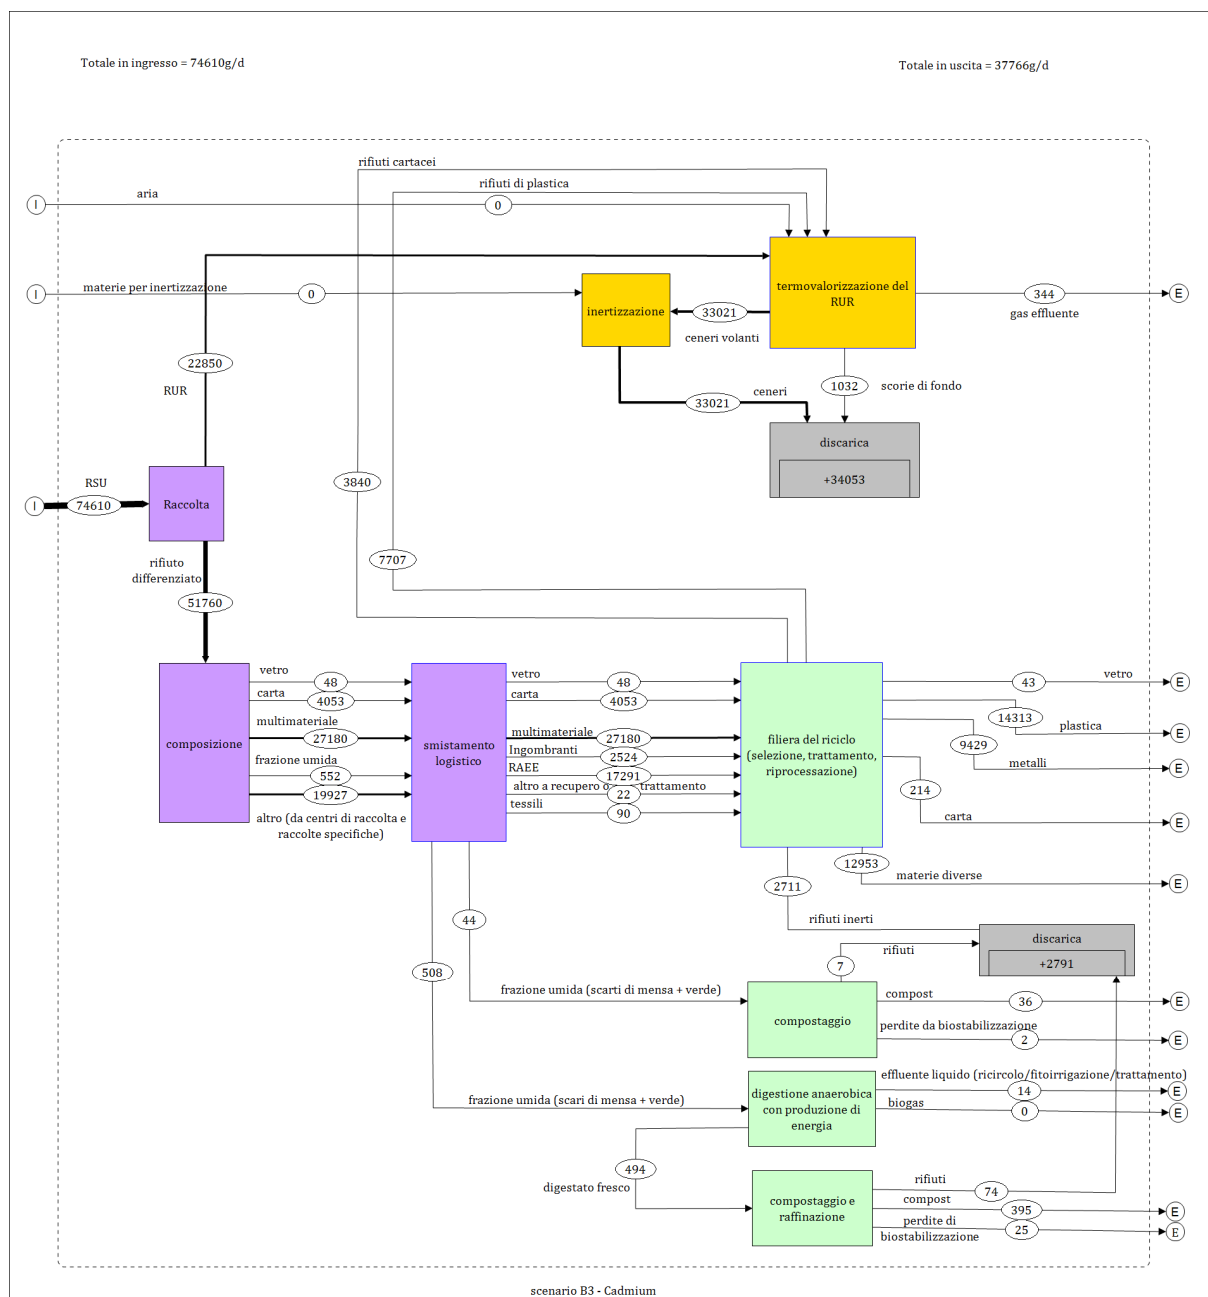 Totale in ingresso = 74610g/d
Totale in uscita = 37766g/d
rifiuti cartacei
rifiuti di plastica
aria
I
0
materie per inertizzazione
I
0
termovalorizzazione del
RUR
inertizzazione
33021
ceneri volanti
344
E
gas effluente
22850
RUR
1032
scorie di fondo
ceneri
33021
discarica
+34053
RSU
I
74610
Raccolta
3840
7707
rifiuto
differenziato
51760
composizione
vetro
48
carta
4053
multimateriale
27180
frazione umida
552
19927
altro (da centri di raccolta e
raccolte specifiche)
smistamento
logistico
vetro
48
carta
4053
multimateriale
27180
Ingombranti
2524
RAEE
17291
altro a recupero o trattamento
22
tessili
90
filiera del riciclo
(selezione, trattamento,
riprocessazione)
43
vetro
E
14313
plastica
E
9429
metalli
E
214
carta
E
12953
materie diverse
E
2711
rifiuti inerti
discarica
+2791
rifiuti
7
44
508
frazione umida (scarti di mensa + verde)
compostaggio
compost
36
E
perdite da biostabilizzazione
2
E
frazione umida (scari di mensa + verde)
digestione anaerobica
con produzione di
energia
effluente liquido (ricircolo/fitoirrigazione/trattamento)
14
E
biogas
0
E
494
digestato fresco
compostaggio e
raffinazione
rifiuti
74
compost
395
E
perdite di
biostabilizzazione
25
E
scenario B3 - Cadmium